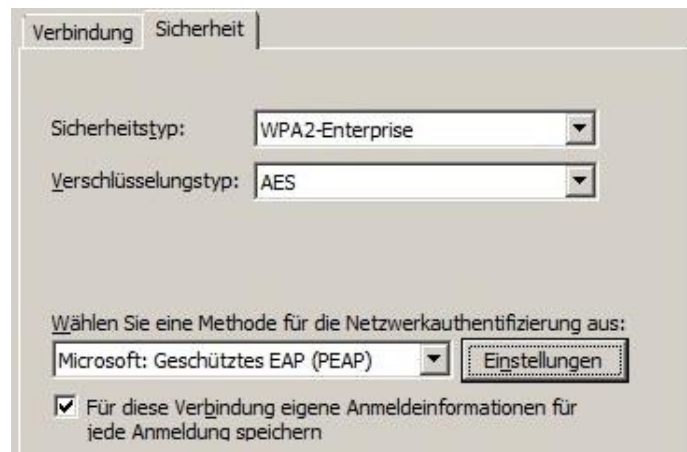 Verbindung Sicherheit
Sicherheitstyp: WPA2-Enterprise
Verschlüsselungstyp: AES
Wählen Sie eine Methode für die Netzwerkauthentifizierung aus:
Microsoft: Geschütztes EAP (PEAP) Einstellungen
Für diese Verbindung eigene Anmeldeinformationen für
jede Anmeldung speichern